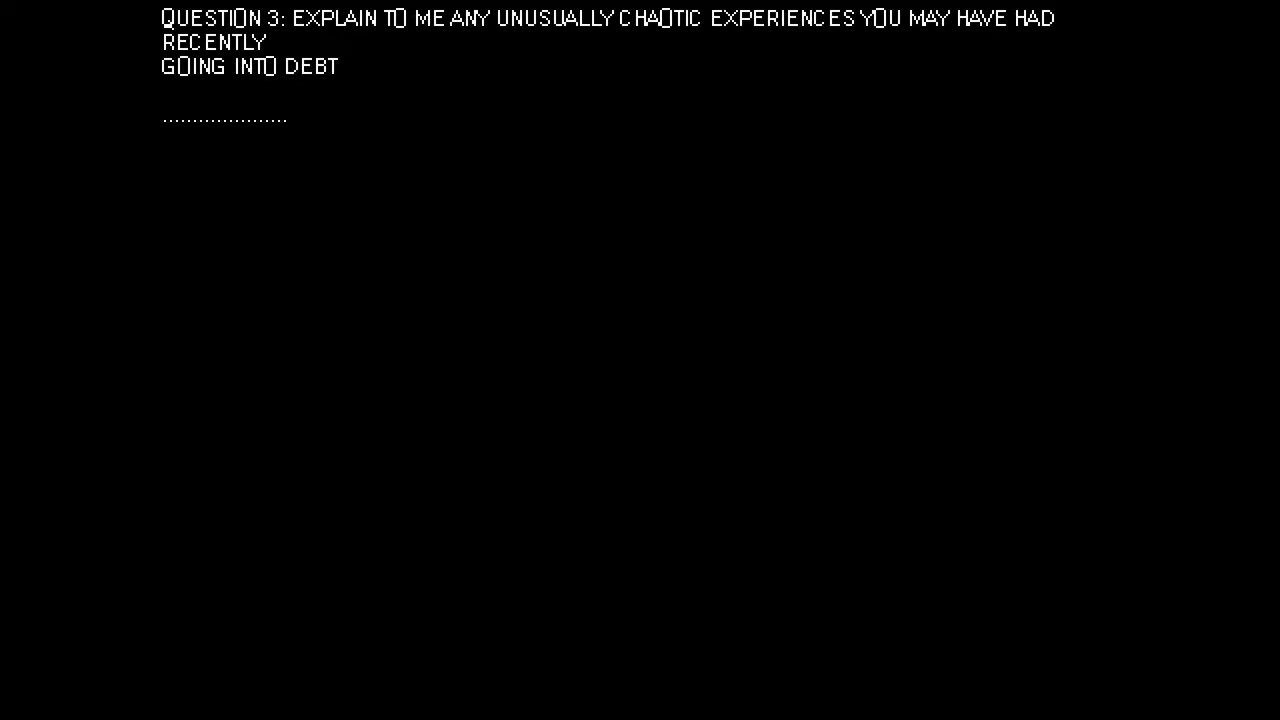 QUESTION 3: EXPLAIN TO ME ANY UNUSUALLY CHAOTIC EXPERIENCES YOU MAY HAVE HAD
RECENTLY
GOING INTO DEBT
.....................